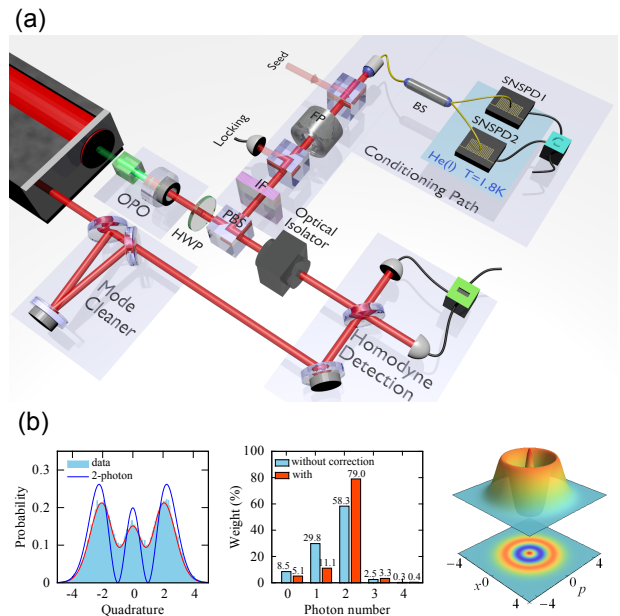 (a)
Seed
SNSPD1
BS
SNSPD2
FP
Locking
He(l) T=1.8K
Conditioning Path
IF
OPO
PBS
HWP
Optical Isolator
Mode
Cleaner
Homodyne
Detection
(b)
data
2-photon
Probability
0.3
0.2
0.1
0
-4 -2 0 2 4
Quadrature
without correction
with
Weight (%)
100
80
60
40
20
0
8.5 5.1 29.8 11.1 58.3 79.0 2.5 3.3 0.3 0.4
0 1 2 3 4
Photon number
-4 x 0 4 -4 0 p 4